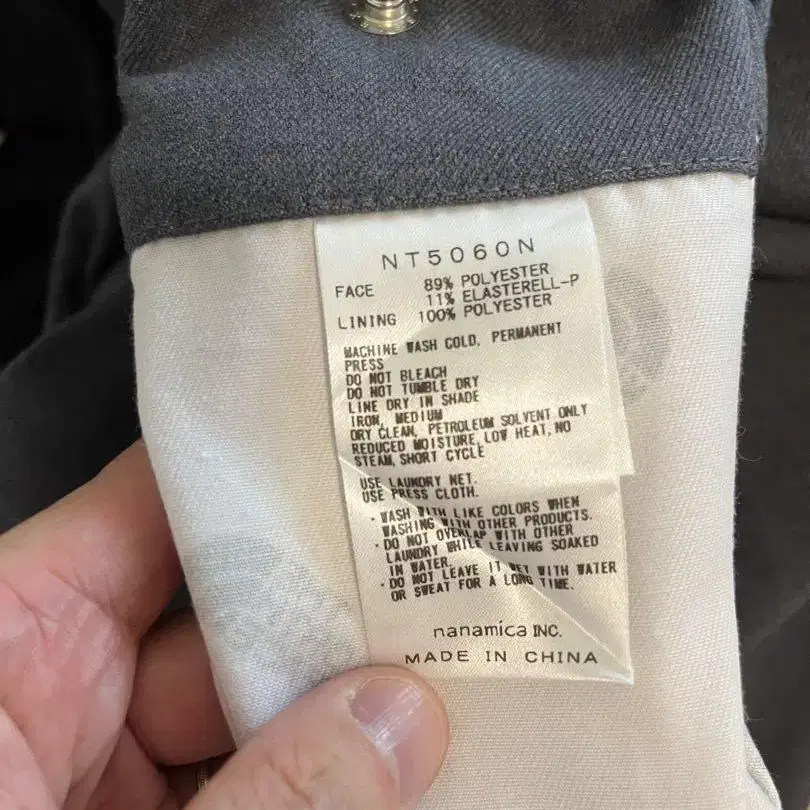 NT5060N
FACE 89% POLYESTER
11% ELASTERELL-P
LINING 100% POLYESTER
MACHINE WASH COLD, PERMANENT
PRESS
DO NOT BLEACH
DO NOT TUMBLE DRY
LINE DRY IN SHADE
IRON, MEDIUM
DRY CLEAN, PETROLEUM SOLVENT ONLY
REDUCED MOISTURE, LOW HEAT, NO
STEAM, SHORT CYCLE
USE LAUNDRY NET.
USE PRESS CLOTH.
・WASH WITH LIKE COLORS WHEN
WASHING WITH OTHER PRODUCTS.
・DO NOT OVERLAP WITH OTHER
LAUNDRY WHILE LEAVING SOAKED
IN WATER.
・DO NOT LEAVE IT WET WITH WATER
OR SWEAT FOR A LONG TIME.
nanamica INC.
MADE IN CHINA